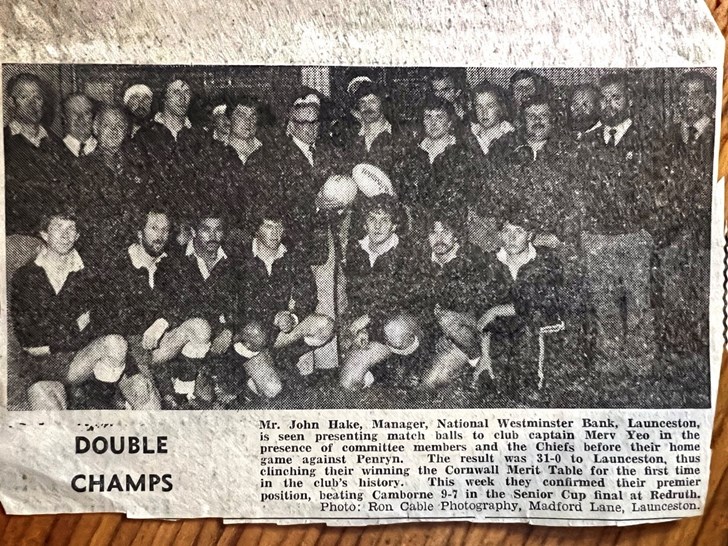 DOUBLE
CHAMPS
Mr. John Hake, Manager, National Westminster Bank, Launceston,
is seen presenting match balls to club captain Merv Yeo in the
presence of committee members and the Chiefs before their home
game against Penryn. The result was 31-0 to Launceston, thus
clinching their winning the Cornwall Merit Table for the first time
in the club's history. This week they confirmed their premier
position, beating Camborne 9-7 in the Senior Cup final at Redruth.
Photo: Ron Gable Photography, Madford Lane, Launceston.